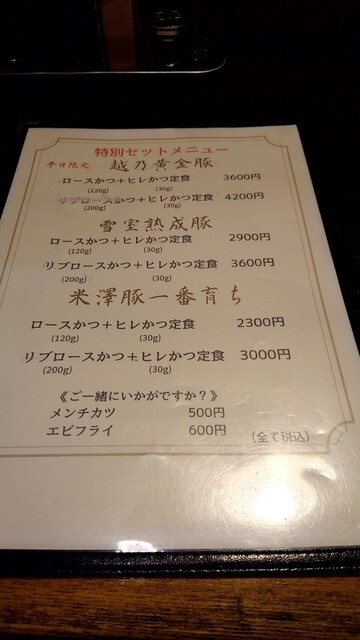 特別セットメニュー
平日限定 越乃黄金豚
ロースかつ＋ヒレかつ定食 3600円
(120g) (30g)
リブロースかつ＋ヒレかつ定食 4200円
(200g) (30g)
雪室熟成豚
ロースかつ＋ヒレかつ定食 2900円
(120g) (30g)
リブロースかつ＋ヒレかつ定食 3600円
(200g) (30g)
米澤豚一番育ち
ロースかつ＋ヒレかつ定食 2300円
(120g) (30g)
リブロースかつ＋ヒレかつ定食 3000円
(200g) (30g)
《ご一緒にいかがですか？》
メンチカツ 500円
エビフライ 600円
(全て税込)